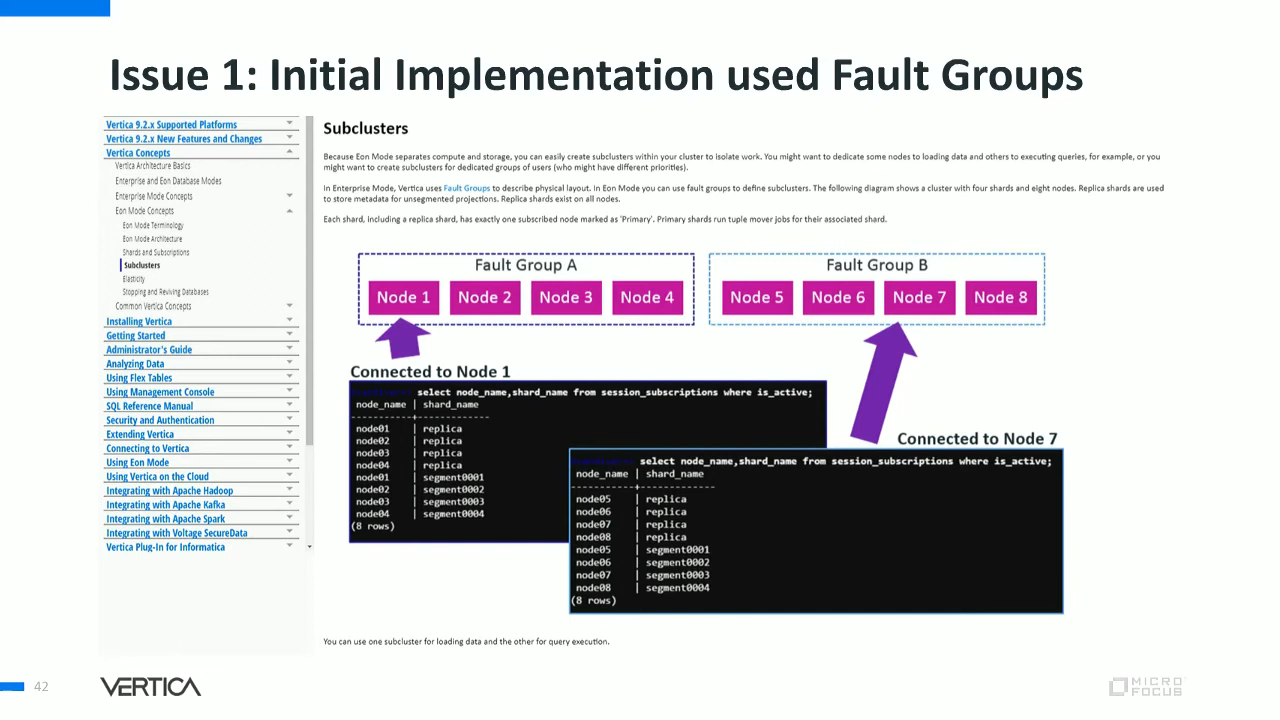 Issue 1: Initial Implementation used Fault Groups
Vertica 9.2.x Supported Platforms
Vertica 9.2.x New Features and Changes
Vertica Concepts
Vertica Architecture Basics
Enterprise and Eon Database Modes
Enterprise Mode Concepts
Eon Mode Concepts
Eon Mode Terminology
Eon Mode Architecture
Shards and Subscriptions
Subclusters
Elasticity
Stopping and Reviving Databases
Common Vertica Concepts
Installing Vertica
Getting Started
Administrator's Guide
Analyzing Data
Using Flex Tables
Using Management Console
SQL Reference Manual
Security and Authentication
Extending Vertica
Connecting to Vertica
Using Eon Mode
Using Vertica on the Cloud
Integrating with Apache Hadoop
Integrating with Apache Kafka
Integrating with Apache Spark
Integrating with Voltage SecureData
Vertica Plug-In for Informatica
Subclusters
Because Eon Mode separates compute and storage, you can easily create subclusters within your cluster to isolate work. You might want to dedicate some nodes to loading data and others to executing queries, for example, or you
might want to create subclusters for dedicated groups of users (who might have different priorities).
In Enterprise Mode, Vertica uses Fault Groups to describe physical layout. In Eon Mode you can use fault groups to define subclusters. The following diagram shows a cluster with four shards and eight nodes. Replica shards are used
to store metadata for unsegmented projections. Replica shards exist on all nodes.
Each shard, including a replica shard, has exactly one subscribed node marked as 'Primary'. Primary shards run tuple mover jobs for their associated shard.
Fault Group A
Node 1 Node 2 Node 3 Node 4
Fault Group B
Node 5 Node 6 Node 7 Node 8
Connected to Node 1
select node_name,shard_name from session_subscriptions where is_active;
node_name | shard_name
-----------+------------
node01 | replica
node02 | replica
node03 | replica
node04 | replica
node01 | segment0001
node02 | segment0002
node03 | segment0003
node04 | segment0004
(8 rows)
Connected to Node 7
select node_name,shard_name from session_subscriptions where is_active;
node_name | shard_name
-----------+-------------
node05 | replica
node06 | replica
node07 | replica
node08 | replica
node05 | segment0001
node06 | segment0002
node07 | segment0003
node08 | segment0004
(8 rows)
You can use one subcluster for loading data and the other for query execution.
42
VERTICA
MICRO
FOCUS